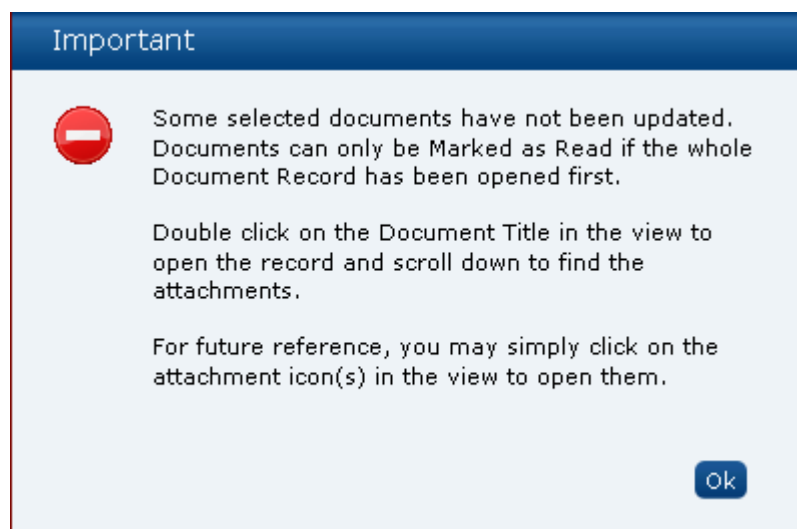 Important
Some selected documents have not been updated.
Documents can only be Marked as Read if the whole
Document Record has been opened first.
Double click on the Document Title in the view to
open the record and scroll down to find the
attachments.
For future reference, you may simply click on the
attachment icon(s) in the view to open them.
Ok